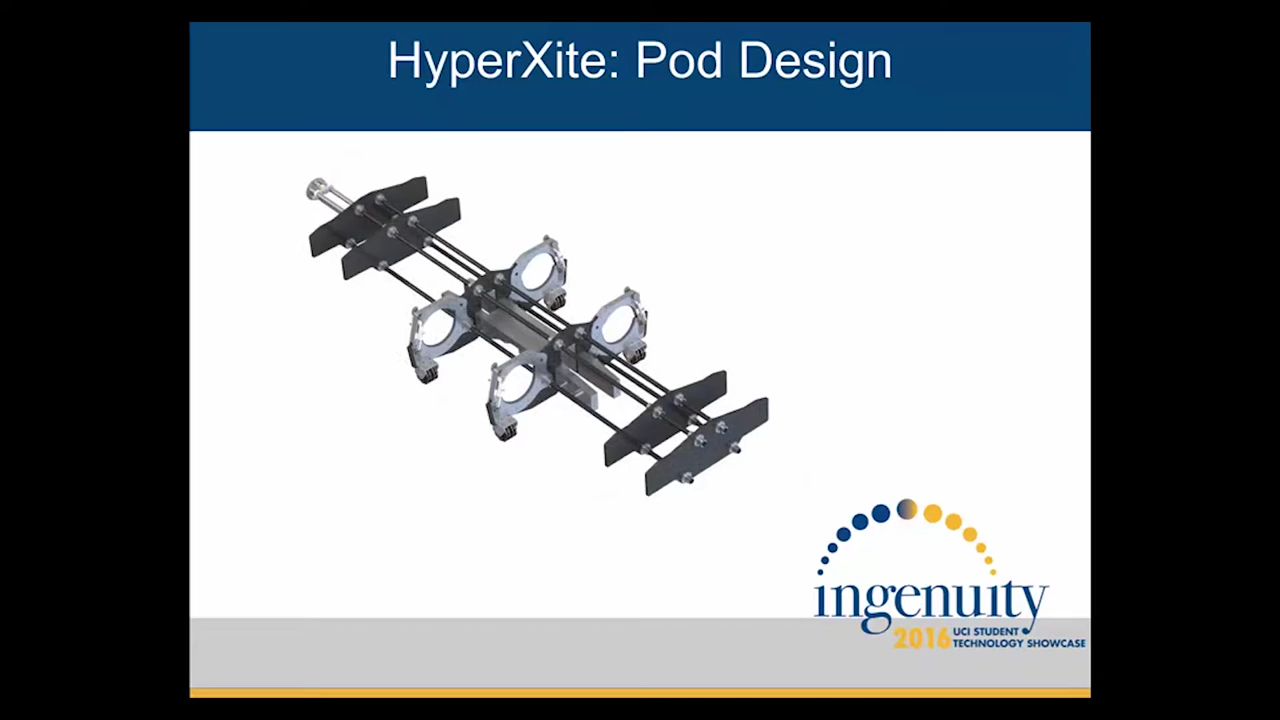 HyperXite: Pod Design
ingenuity
2016 UCI STUDENT
TECHNOLOGY SHOWCASE